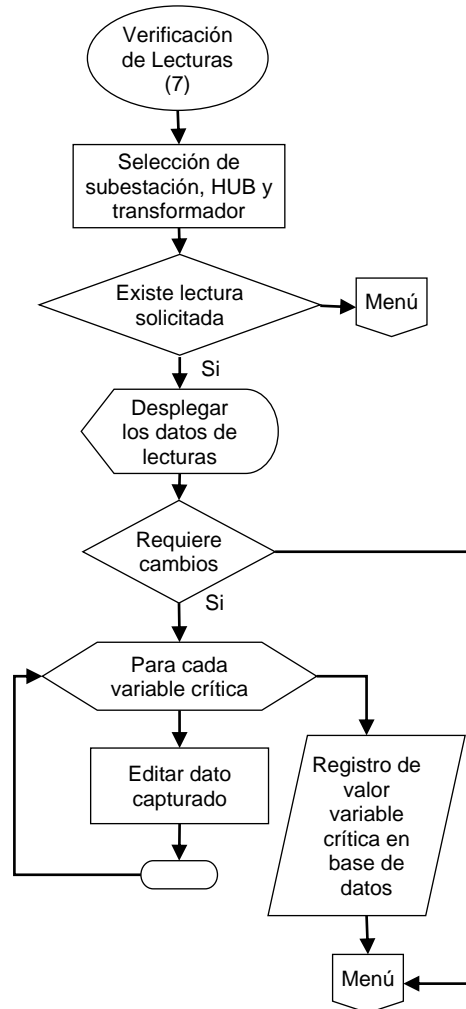 Verificación
de Lecturas
(7)
Selección de
subestación, HUB y
transformador
Existe lectura
solicitada
Menú
Si
Desplegar
los datos de
lecturas
Requiere
cambios
Si
Para cada
variable crítica
Editar dato
capturado
Registro de
valor
variable
crítica en
base de
datos
Menú